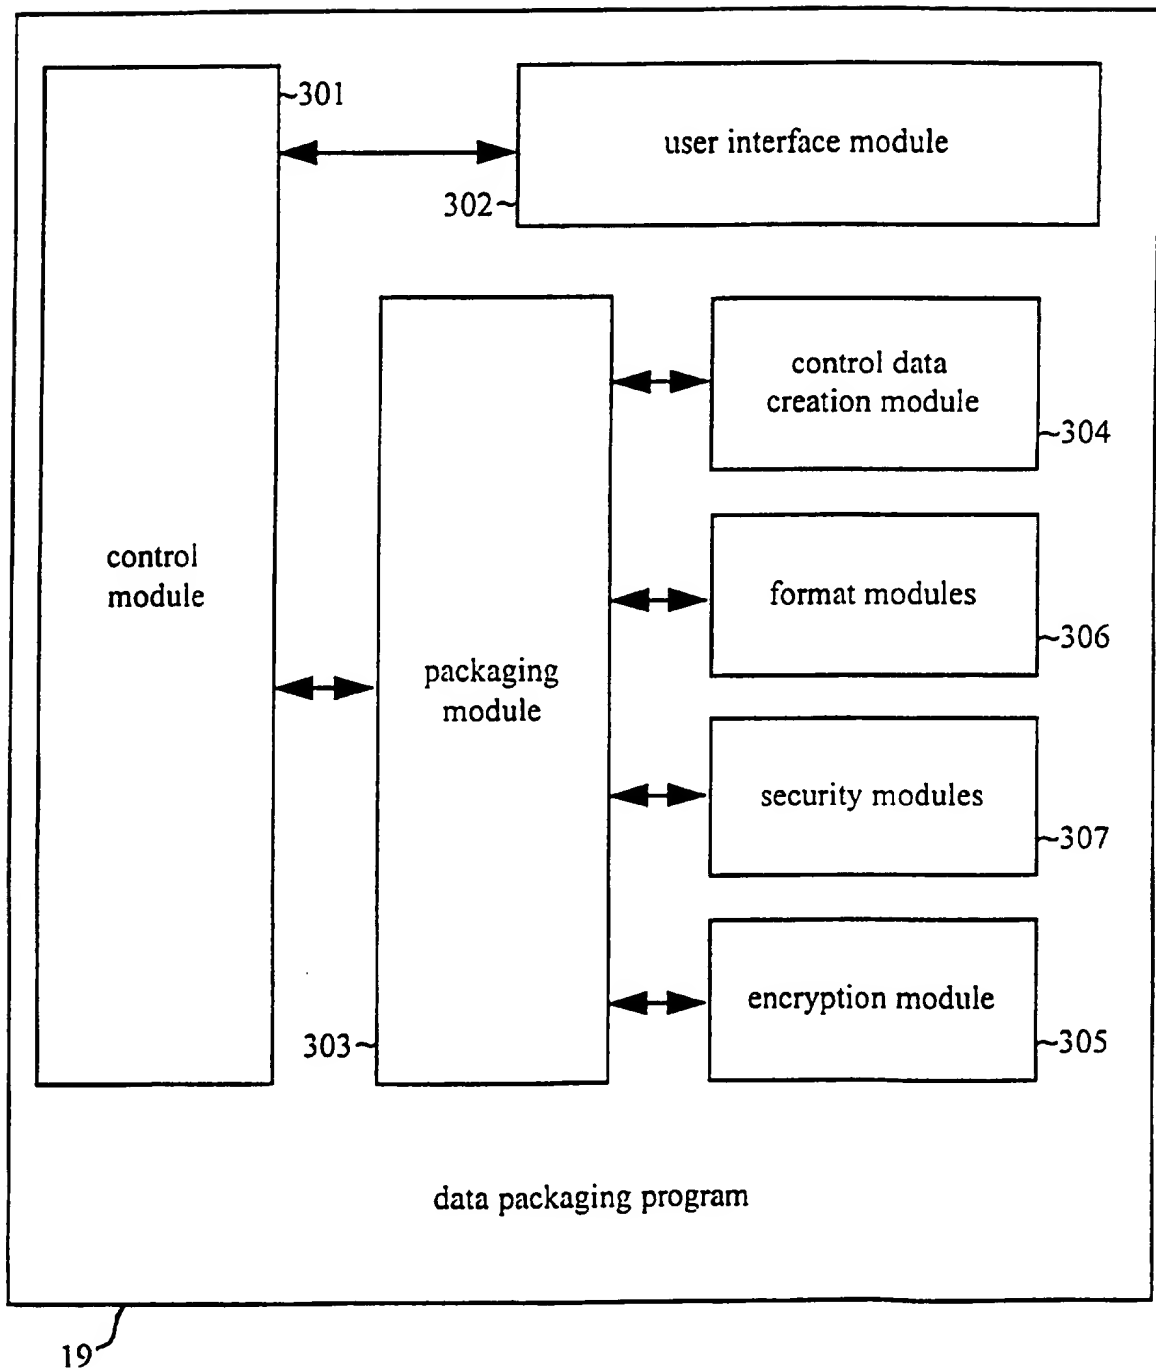 301
user interface module
302
control data
creation module
304
control
module
format modules
306
packaging
module
security modules
307
encryption module
303
305
data packaging program
19